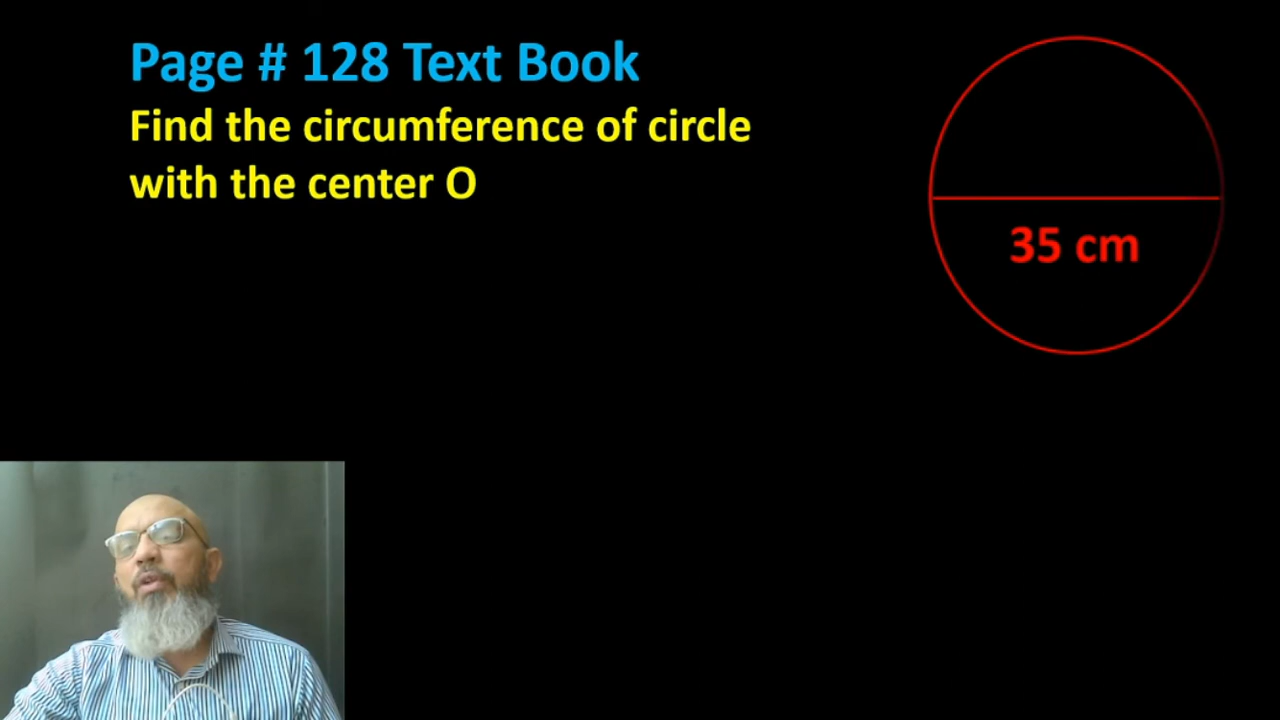 Page # 128 Text Book
Find the circumference of circle
with the center O
35 cm